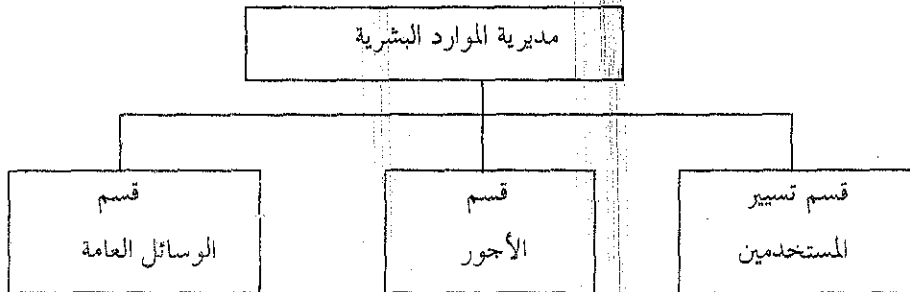 مديرية الموارد البشرية
قسم تسيير
المستخدمين
قسم
الأجور
قسم
الوسائل العامة